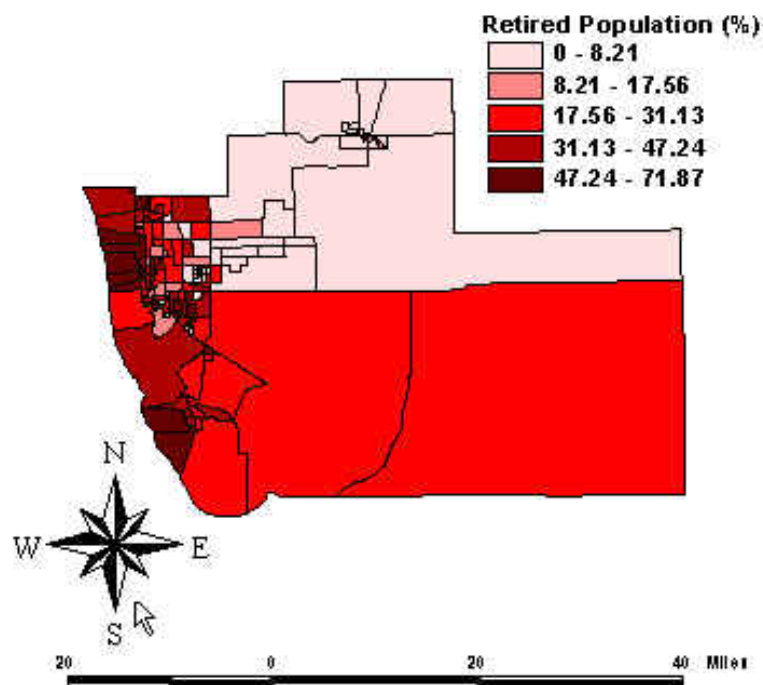 Retired Population (%)
0 - 8.21
8.21 - 17.56
17.56 - 31.13
31.13 - 47.24
47.24 - 71.87
N
W E
S
20 0 20 40 Miles